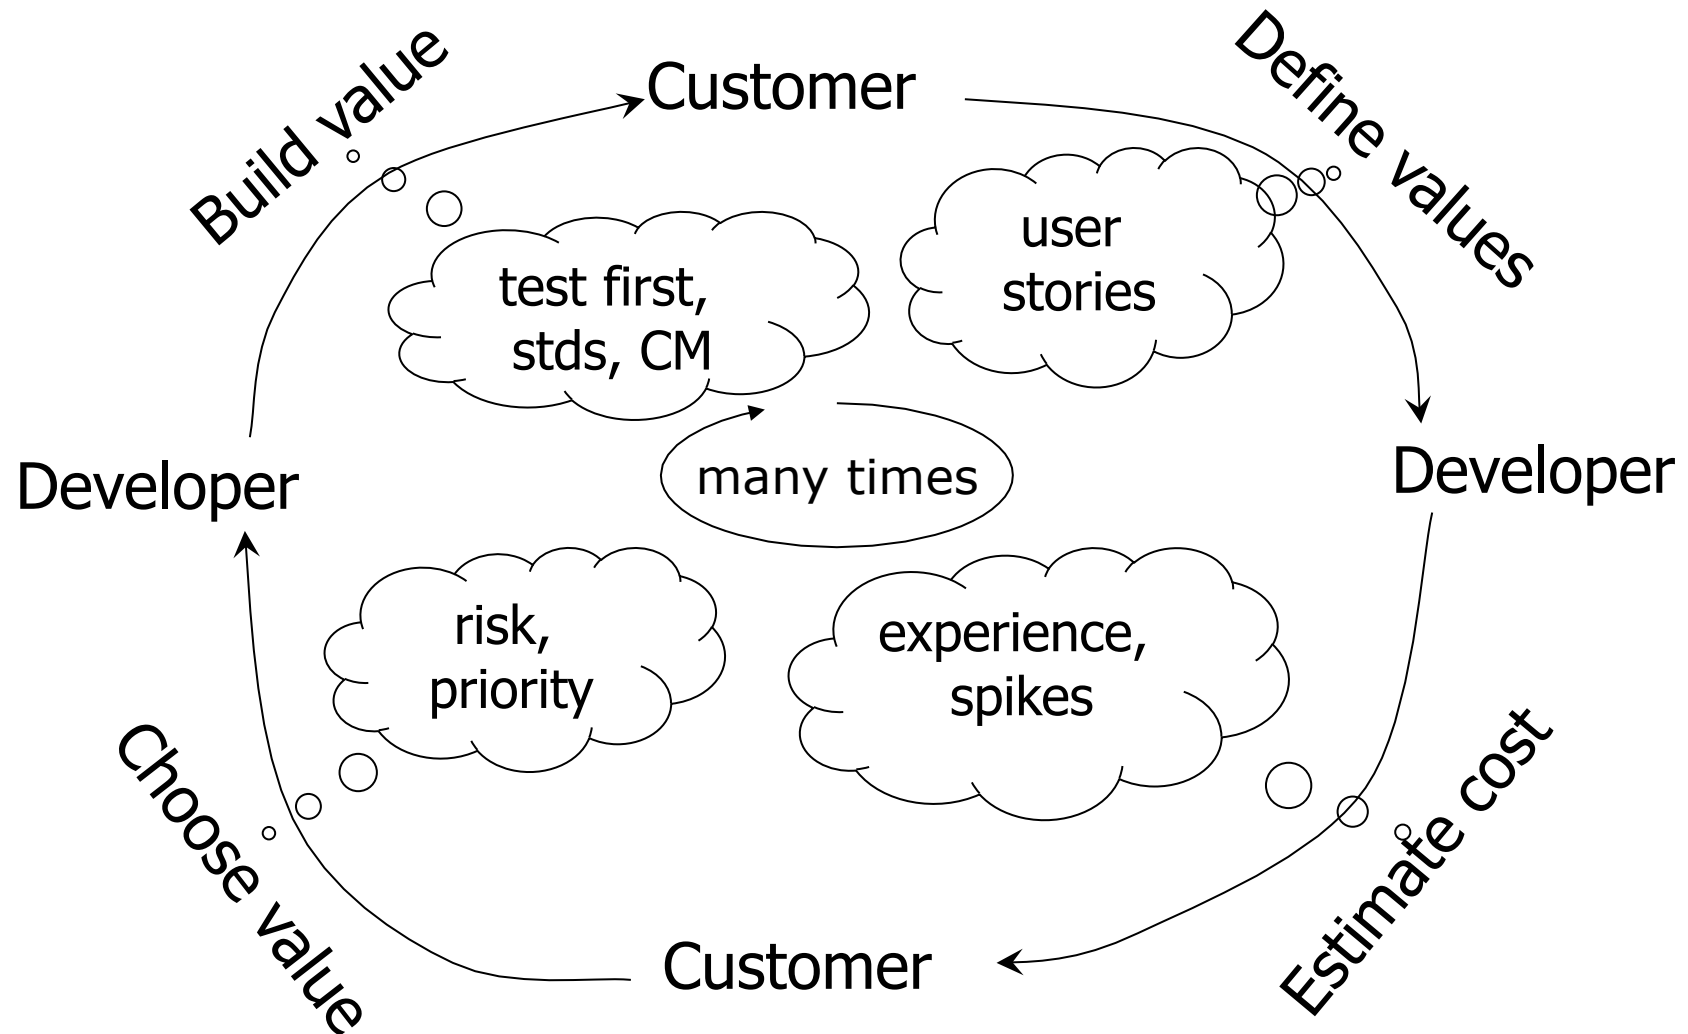 Build value
Customer
Define values
test first,
stds, CM
user
stories
Developer
many times
Developer
risk,
priority
experience,
spikes
Choose value
Customer
Estimate cost